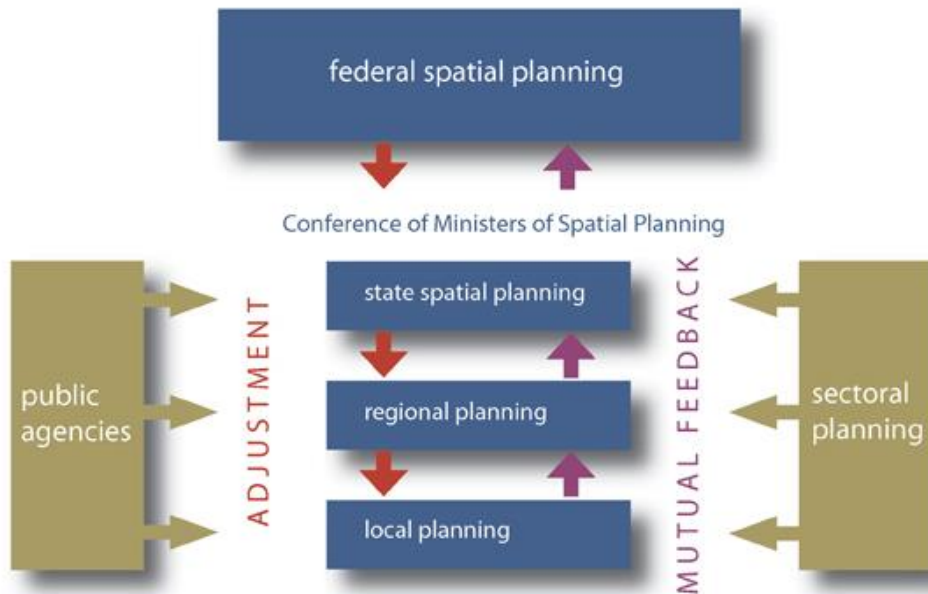 federal spatial planning
Conference of Ministers of Spatial Planning
public
agencies
ADJUSTMENT
state spatial planning
regional planning
local planning
MUTUAL FEEDBACK
sectoral
planning